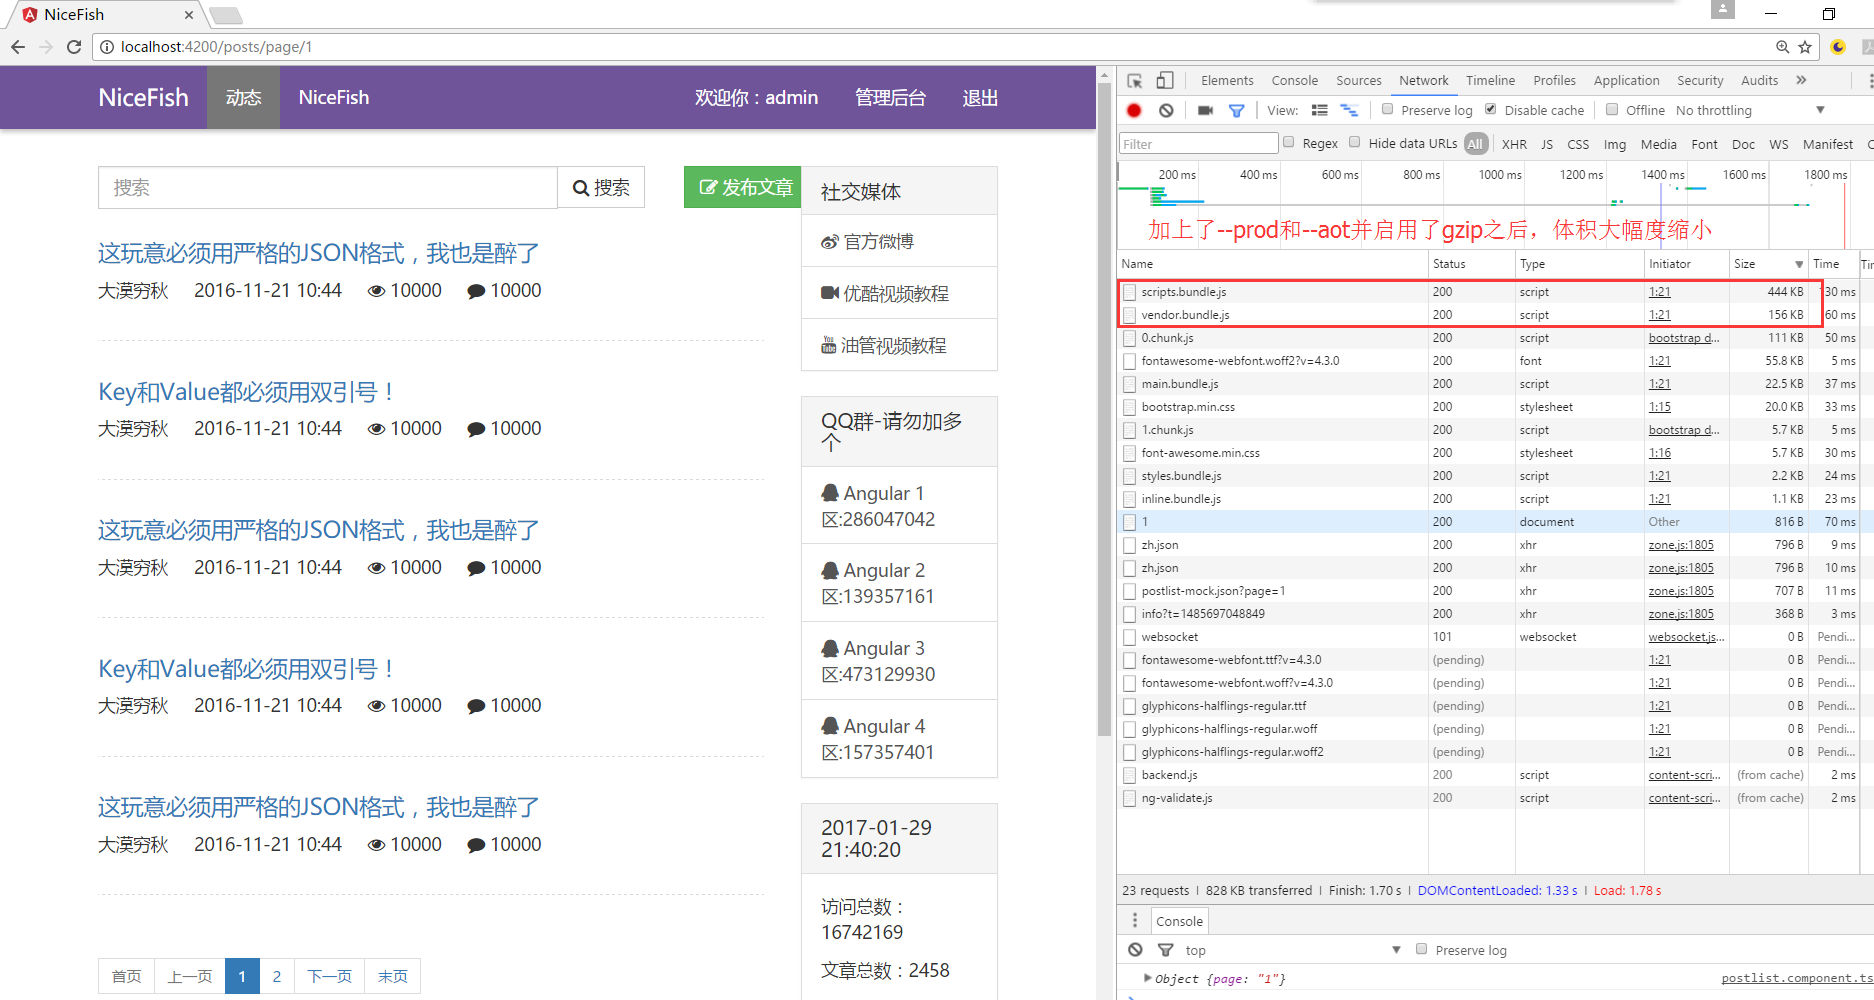 NiceFish
localhost:4200/posts/page/1
NiceFish 动态 NiceFish 欢迎你：admin 管理后台 退出
搜索 搜索 发布文章
这玩意必须用严格的JSON格式，我也是醉了
大漠穷秋 2016-11-21 10:44 10000 10000
Key和Value都必须用双引号！
大漠穷秋 2016-11-21 10:44 10000 10000
这玩意必须用严格的JSON格式，我也是醉了
大漠穷秋 2016-11-21 10:44 10000 10000
Key和Value都必须用双引号！
大漠穷秋 2016-11-21 10:44 10000 10000
这玩意必须用严格的JSON格式，我也是醉了
大漠穷秋 2016-11-21 10:44 10000 10000
首页 上一页 1 2 下一页 末页
社交媒体
官方微博
优酷视频教程
You Tube 油管视频教程
QQ群-请勿加多
个
Angular 1
区:286047042
Angular 2
区:139357161
Angular 3
区:473129930
Angular 4
区:157357401
2017-01-29
21:40:20
访问总数：
16742169
文章总数：2458
Elements Console Sources Network Timeline Profiles Application Security Audits
View: Preserve log Disable cache Offline No throttling
Filter Regex Hide data URLs All XHR JS CSS Img Media Font Doc WS Manifest
200 ms 400 ms 600 ms 800 ms 1000 ms 1200 ms 1400 ms 1600 ms 1800 ms
加上了--prod和--aot并启用了gzip之后，体积大幅度缩小
Name Status Type Initiator Size Time
scripts.bundle.js 200 script 1:21 444 KB 30 ms
vendor.bundle.js 200 script 1:21 156 KB 60 ms
0.chunk.js 200 script bootstrap d... 111 KB 50 ms
fontawesome-webfont.woff2?v=4.3.0 200 font 1:21 55.8 KB 5 ms
main.bundle.js 200 script 1:21 22.5 KB 37 ms
bootstrap.min.css 200 stylesheet 1:15 20.0 KB 33 ms
1.chunk.js 200 script bootstrap d... 5.7 KB 5 ms
font-awesome.min.css 200 stylesheet 1:16 5.7 KB 30 ms
styles.bundle.js 200 script 1:21 2.2 KB 24 ms
inline.bundle.js 200 script 1:21 1.1 KB 23 ms
1 200 document Other 816 B 70 ms
zh.json 200 xhr zone.js:1805 796 B 9 ms
zh.json 200 xhr zone.js:1805 796 B 10 ms
postlist-mock.json?page=1 200 xhr zone.js:1805 707 B 11 ms
info?t=1485697048849 200 xhr zone.js:1805 368 B 3 ms
websocket 101 websocket websocket.js... 0 B Pendi...
fontawesome-webfont.ttf?v=4.3.0 (pending) 1:21 0 B Pendi...
fontawesome-webfont.woff?v=4.3.0 (pending) 1:21 0 B Pendi...
glyphicons-halflings-regular.ttf (pending) 1:21 0 B Pendi...
glyphicons-halflings-regular.woff (pending) 1:21 0 B Pendi...
glyphicons-halflings-regular.woff2 (pending) 1:21 0 B Pendi...
backend.js 200 script content-scri... (from cache) 2 ms
ng-validate.js 200 script content-scri... (from cache) 2 ms
23 requests | 828 KB transferred | Finish: 1.70 s | DOMContentLoaded: 1.33 s | Load: 1.78 s
Console
top Preserve log
Object {page: "1"} postlist.component.ts